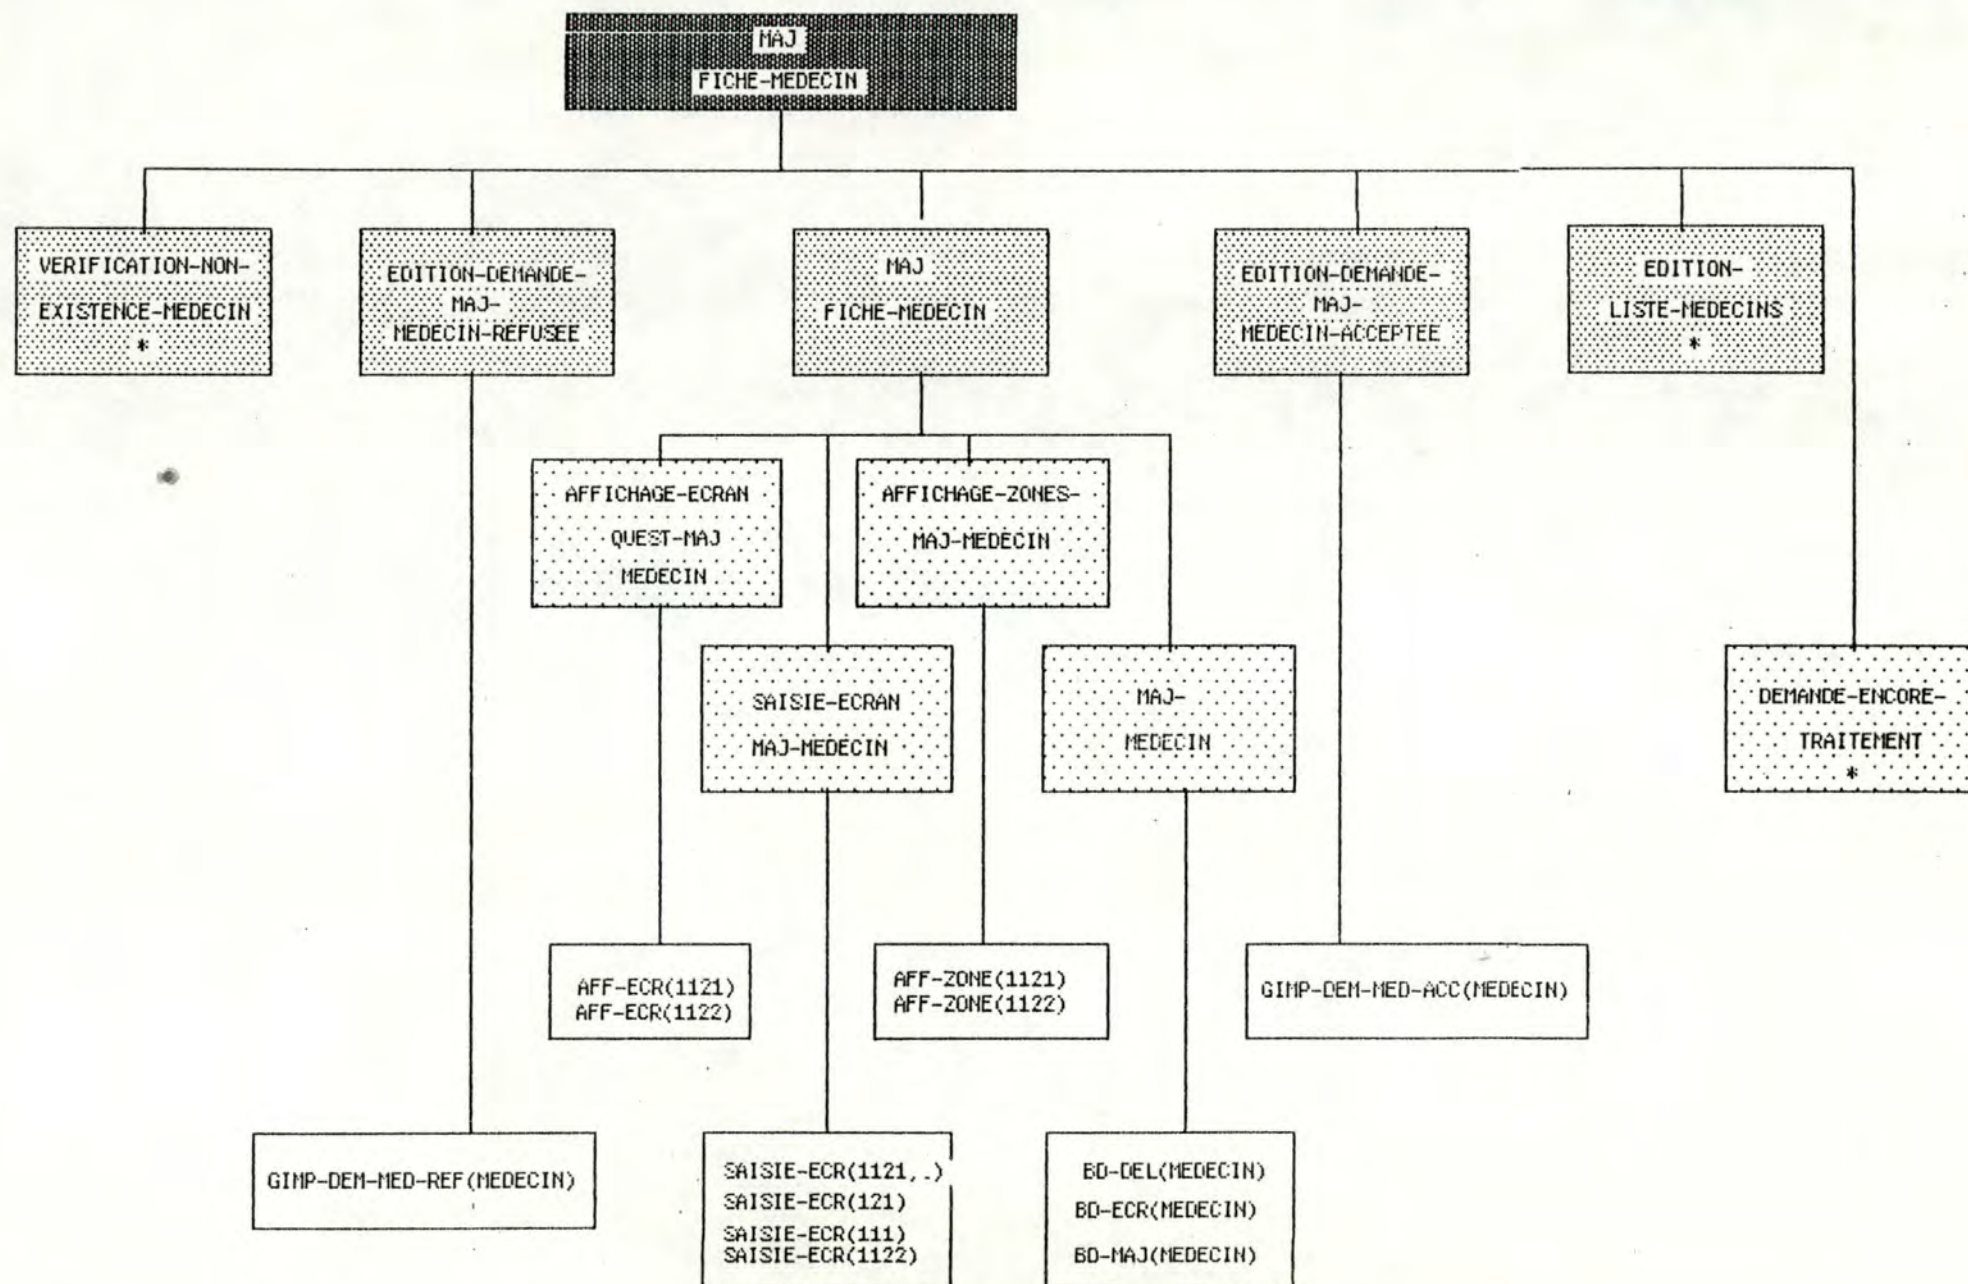 MAJ
FICHE-MEDECIN
VERIFICATION-NON-
EXISTENCE-MEDECIN
*
EDITION-DEMANDE-
MAJ-
MEDECIN-REFUSEE
MAJ
FICHE-MEDECIN
EDITION-DEMANDE-
MAJ-
MEDECIN-ACCEPTEE
EDITION-
LISTE-MEDECINS
*
AFFICHAGE-ECRAN
QUEST-MAJ
MEDECIN
AFFICHAGE-ZONES-
MAJ-MEDECIN
SAISIE-ECRAN
MAJ-MEDECIN
MAJ-
MEDECIN
DEMANDE-ENCORE-
TRAITEMENT
*
AFF-ECR(1121)
AFF-ECR(1122)
AFF-ZONE(1121)
AFF-ZONE(1122)
GIMP-DEM-MED-ACC(MEDECIN)
GIMP-DEM-MED-REF(MEDECIN)
SAISIE-ECR(1121,.)
SAISIE-ECR(121)
SAISIE-ECR(111)
SAISIE-ECR(1122)
BD-DEL(MEDECIN)
BD-ECR(MEDECIN)
BD-MAJ(MEDECIN)